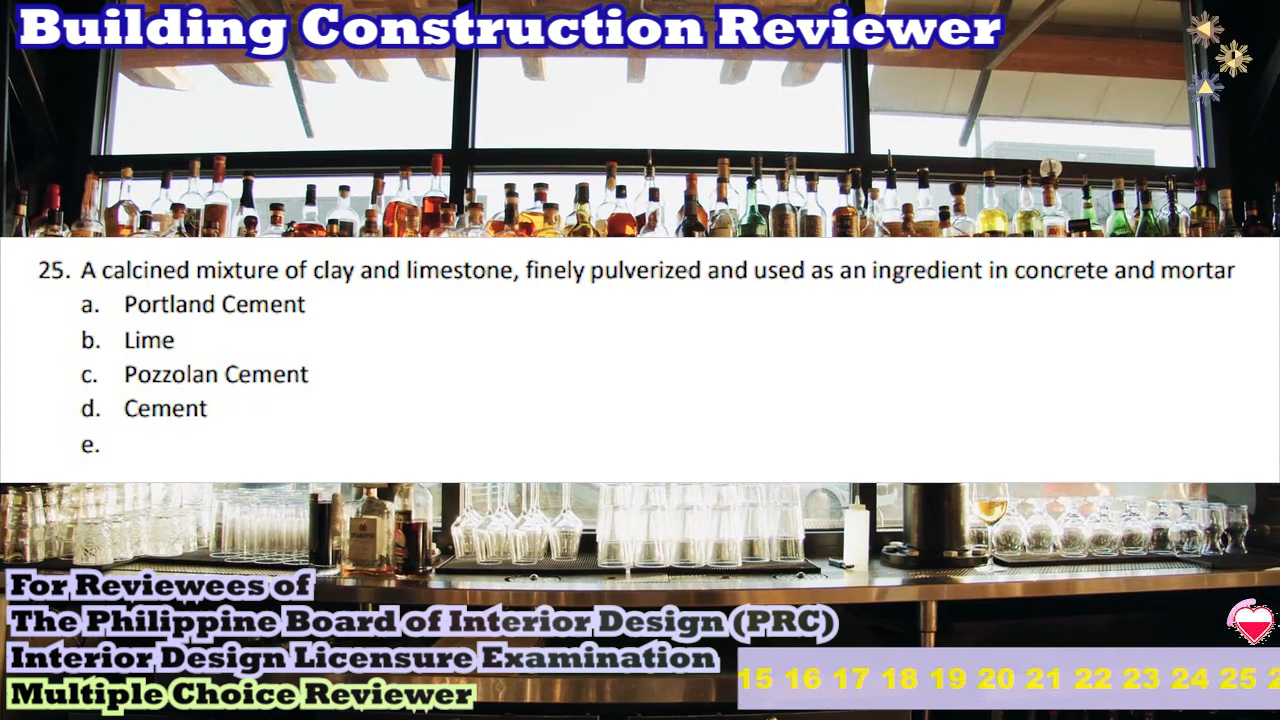 Building Construction Reviewer
25. A calcined mixture of clay and limestone, finely pulverized and used as an ingredient in concrete and mortar
a. Portland Cement
b. Lime
c. Pozzolan Cement
d. Cement
e.
For Reviewees of
The Philippine Board of Interior Design (PRC)
Interior Design Licensure Examination
Multiple Choice Reviewer
15 16 17 18 19 20 21 22 23 24 25 2